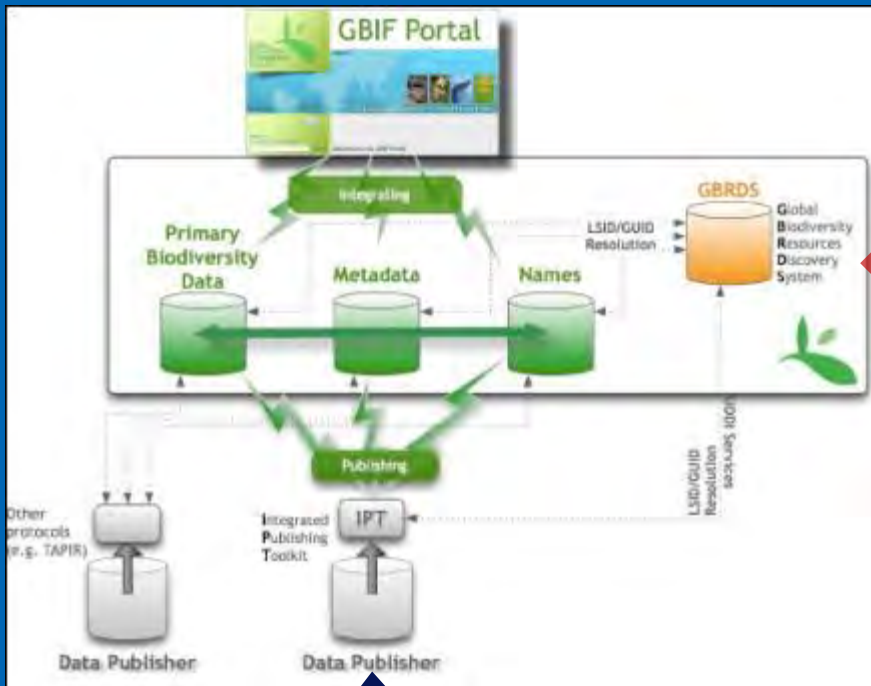 GBIF Portal
Integrating
GBRDS
Global
Biodiversity
Resources
Discovery
System
LSID/GUID
Resolution
Primary
Biodiversity
Data
Metadata
Names
Publishing
LSID/GUID
Resolution
UDDI Services
Other
protocols
(e.g. TAPIR)
Integrated
Publishing
Toolkit
IPT
Data Publisher
Data Publisher